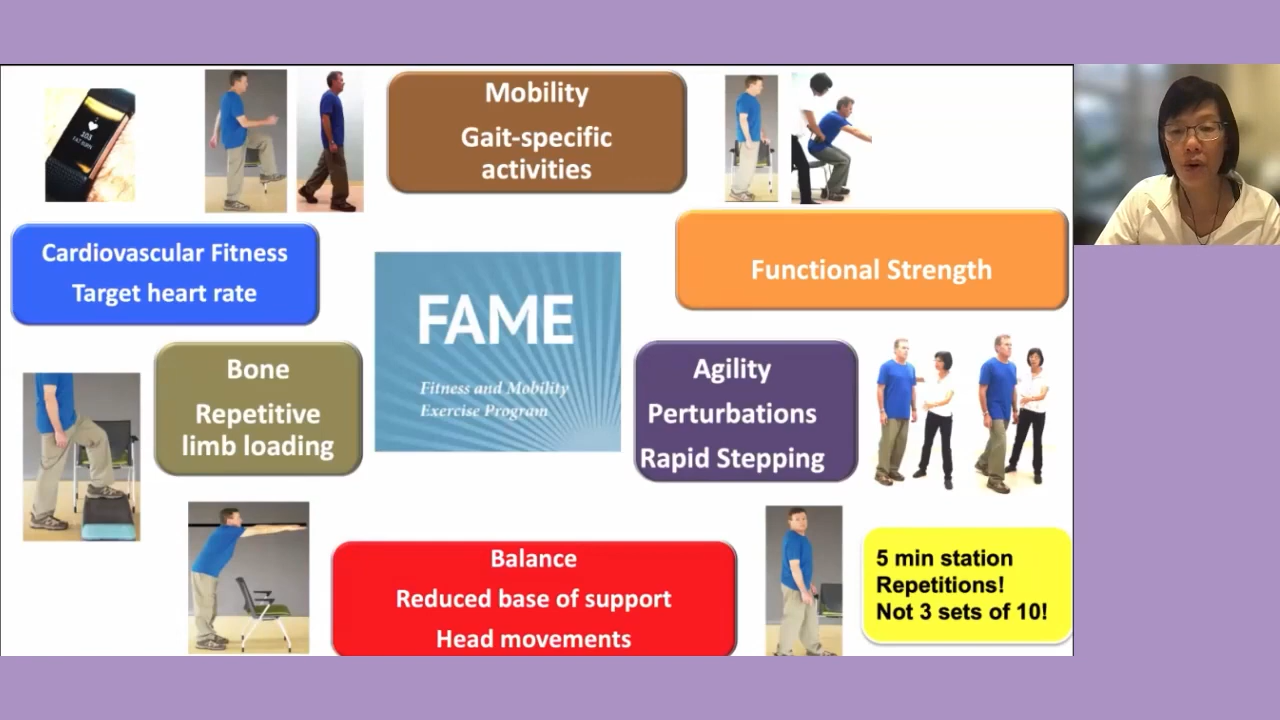 Mobility
Gait-specific
activities
Cardiovascular Fitness
Target heart rate
Functional Strength
FAME
Fitness and Mobility
Exercise Program
Bone
Repetitive
limb loading
Agility
Perturbations
Rapid Stepping
Balance
Reduced base of support
Head movements
5 min station
Repetitions!
Not 3 sets of 10!